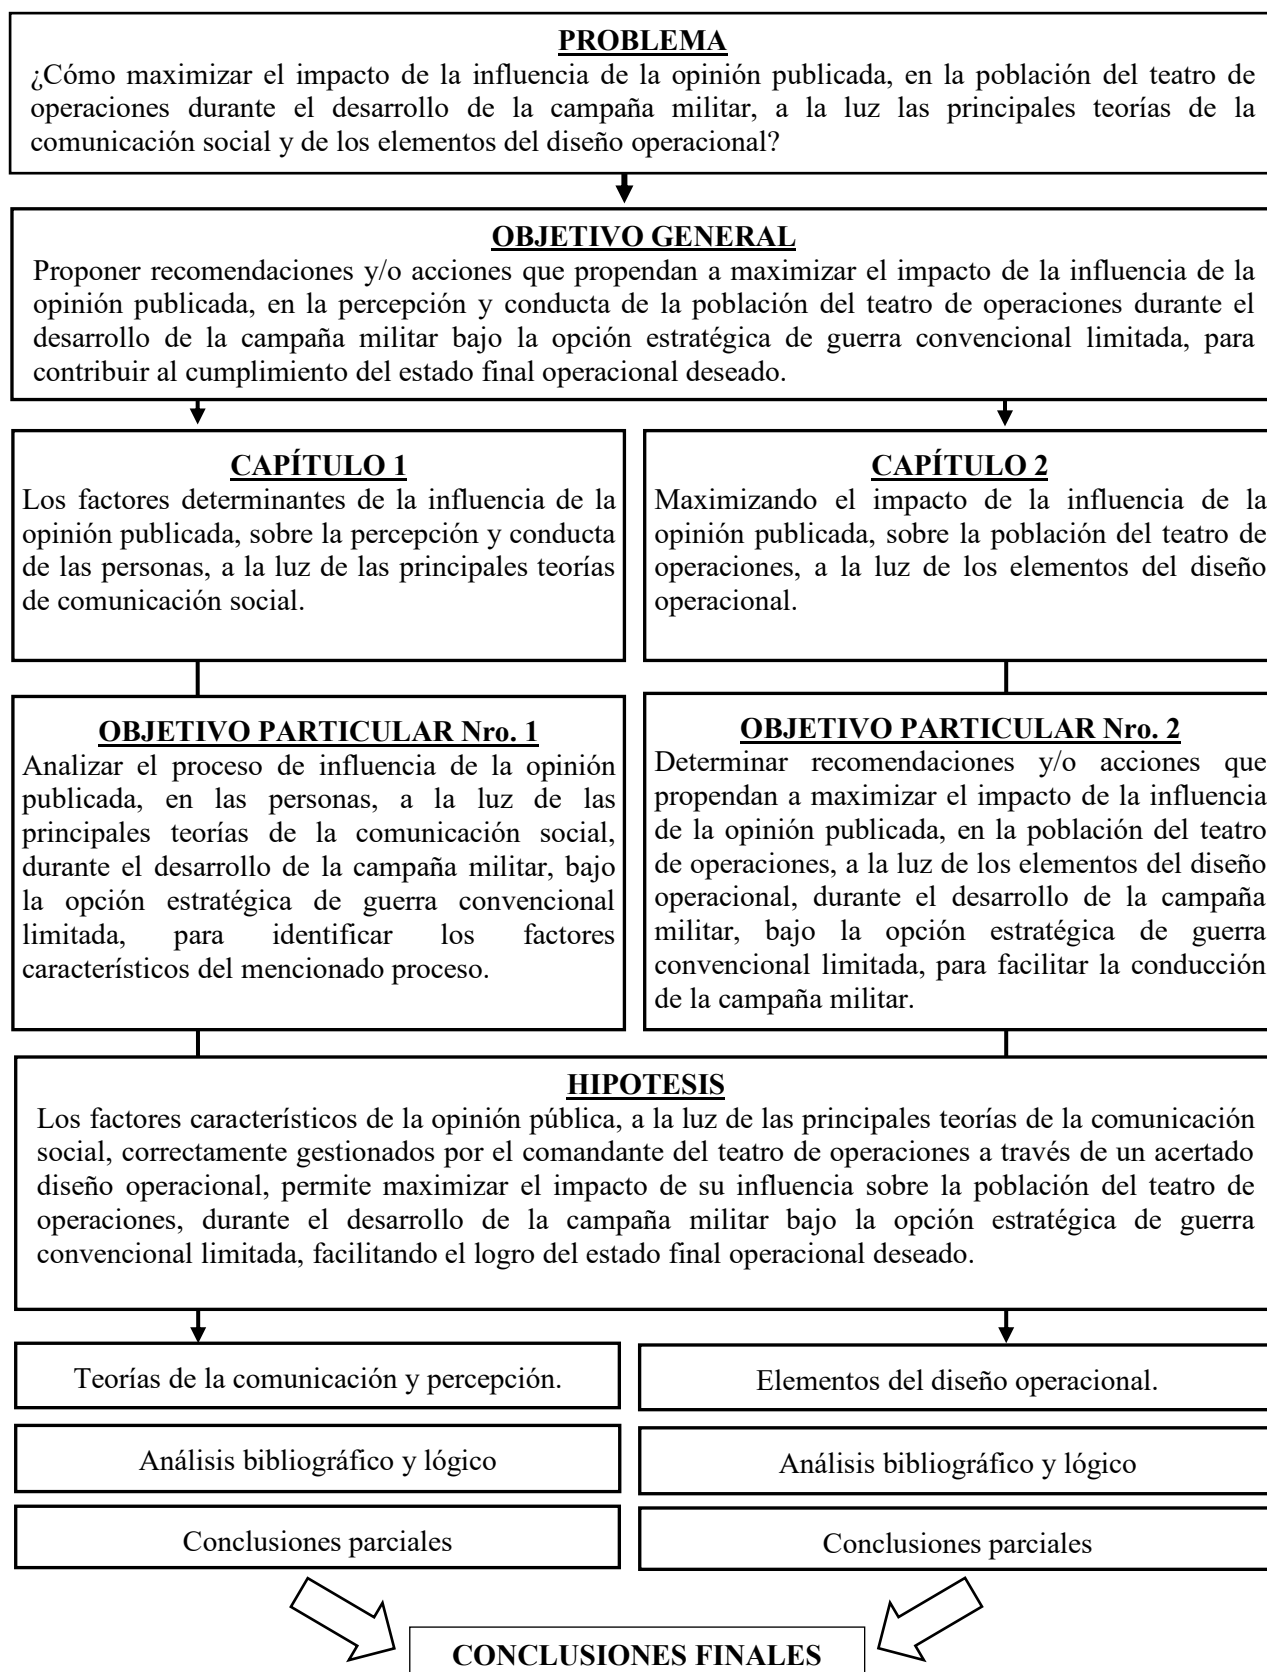 PROBLEMA
¿Cómo maximizar el impacto de la influencia de la opinión publicada, en la población del teatro de
operaciones durante el desarrollo de la campaña militar, a la luz las principales teorías de la
comunicación social y de los elementos del diseño operacional?
OBJETIVO GENERAL
Proponer recomendaciones y/o acciones que propendan a maximizar el impacto de la influencia de la
opinión publicada, en la percepción y conducta de la población del teatro de operaciones durante el
desarrollo de la campaña militar bajo la opción estratégica de guerra convencional limitada, para
contribuir al cumplimiento del estado final operacional deseado.
CAPÍTULO 1
Los factores determinantes de la influencia de la
opinión publicada, sobre la percepción y conducta
de las personas, a la luz de las principales teorías
de comunicación social.
CAPÍTULO 2
Maximizando el impacto de la influencia de la
opinión publicada, sobre la población del teatro de
operaciones, a la luz de los elementos del diseño
operacional.
OBJETIVO PARTICULAR Nro. 1
Analizar el proceso de influencia de la opinión
publicada, en las personas, a la luz de las
principales teorías de la comunicación social,
durante el desarrollo de la campaña militar, bajo
la opción estratégica de guerra convencional
limitada, para identificar los factores
característicos del mencionado proceso.
OBJETIVO PARTICULAR Nro. 2
Determinar recomendaciones y/o acciones que
propendan a maximizar el impacto de la influencia
de la opinión publicada, en la población del teatro
de operaciones, a la luz de los elementos del diseño
operacional, durante el desarrollo de la campaña
militar, bajo la opción estratégica de guerra
convencional limitada, para facilitar la conducción
de la campaña militar.
HIPOTESIS
Los factores característicos de la opinión pública, a la luz de las principales teorías de la comunicación
social, correctamente gestionados por el comandante del teatro de operaciones a través de un acertado
diseño operacional, permite maximizar el impacto de su influencia sobre la población del teatro de
operaciones, durante el desarrollo de la campaña militar bajo la opción estratégica de guerra
convencional limitada, facilitando el logro del estado final operacional deseado.
Teorías de la comunicación y percepción.
Análisis bibliográfico y lógico
Conclusiones parciales
Elementos del diseño operacional.
Análisis bibliográfico y lógico
Conclusiones parciales
CONCLUSIONES FINALES